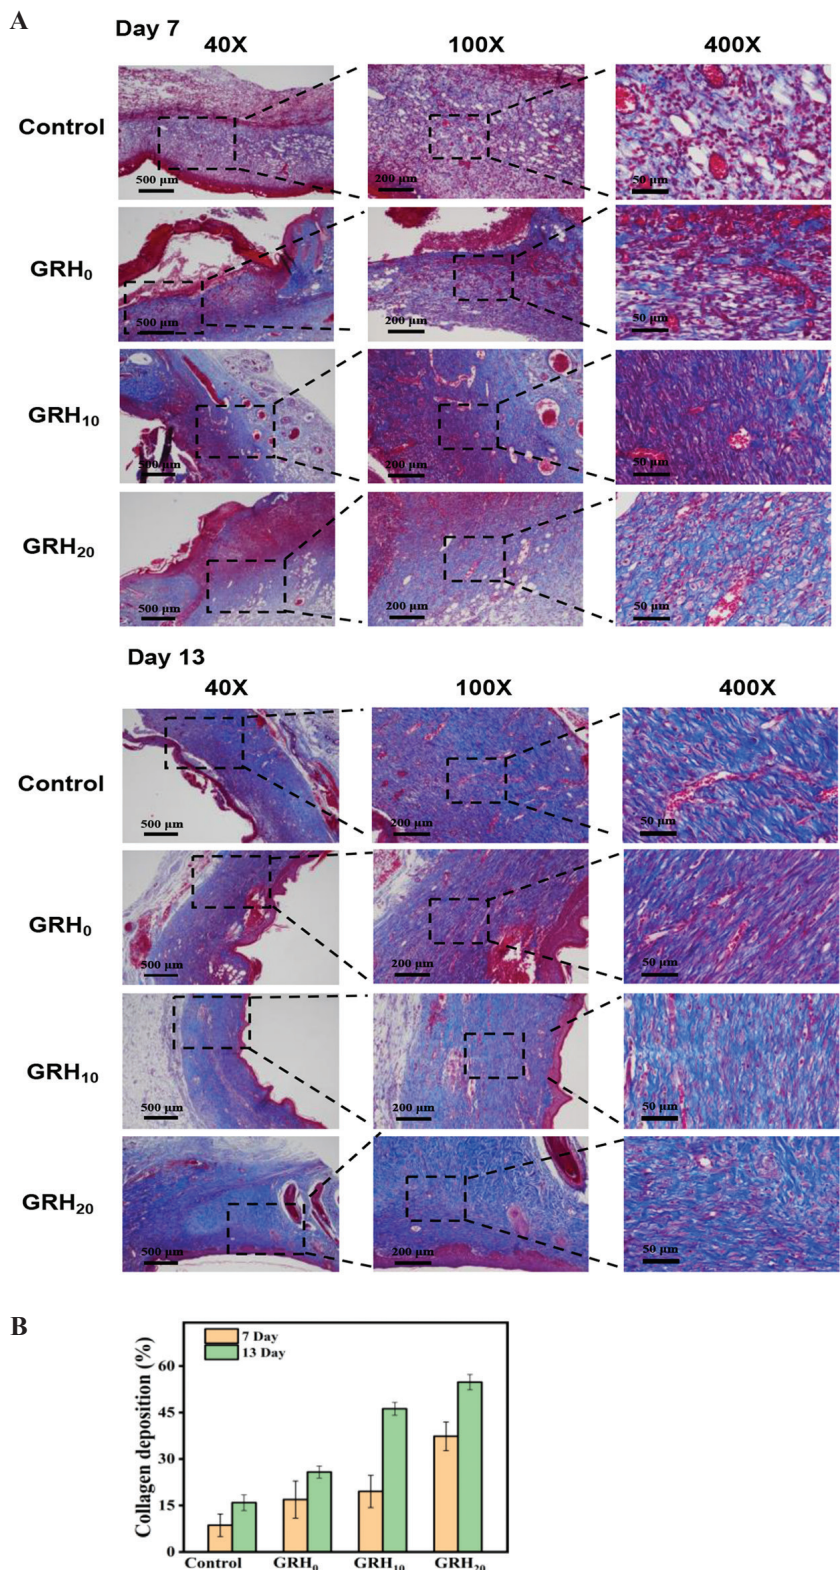 A
Day 7
40X 100X 400X
Control
500 μm 200 μm 50 μm
GRH₀
500 μm 200 μm 50 μm
GRH₁₀
500 μm 200 μm 50 μm
GRH₂₀
500 μm 200 μm 50 μm
Day 13
40X 100X 400X
Control
500 μm 200 μm 50 μm
GRH₀
500 μm 200 μm 50 μm
GRH₁₀
500 μm 200 μm 50 μm
GRH₂₀
500 μm 200 μm 50 μm
B
Collagen deposition (%)
7 Day
13 Day
60
45
30
15
0
Control GRH₀ GRH₁₀ GRH₂₀